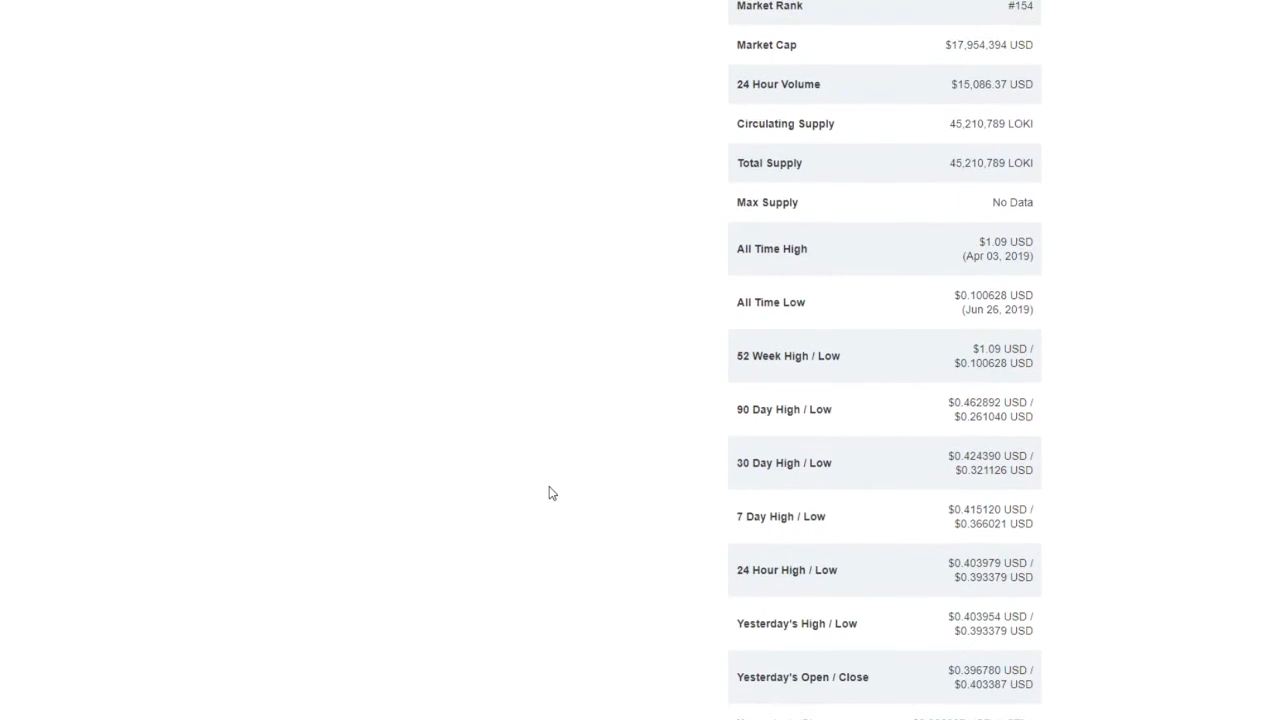 Market Rank #154
Market Cap $17,954,394 USD
24 Hour Volume $15,086.37 USD
Circulating Supply 45,210,789 LOKI
Total Supply 45,210,789 LOKI
Max Supply No Data
All Time High $1.09 USD
(Apr 03, 2019)
All Time Low $0.100628 USD
(Jun 26, 2019)
52 Week High / Low $1.09 USD /
$0.100628 USD
90 Day High / Low $0.462892 USD /
$0.261040 USD
30 Day High / Low $0.424390 USD /
$0.321126 USD
7 Day High / Low $0.415120 USD /
$0.366021 USD
24 Hour High / Low $0.403979 USD /
$0.393379 USD
Yesterday's High / Low $0.403954 USD /
$0.393379 USD
Yesterday's Open / Close $0.396780 USD /
$0.403387 USD